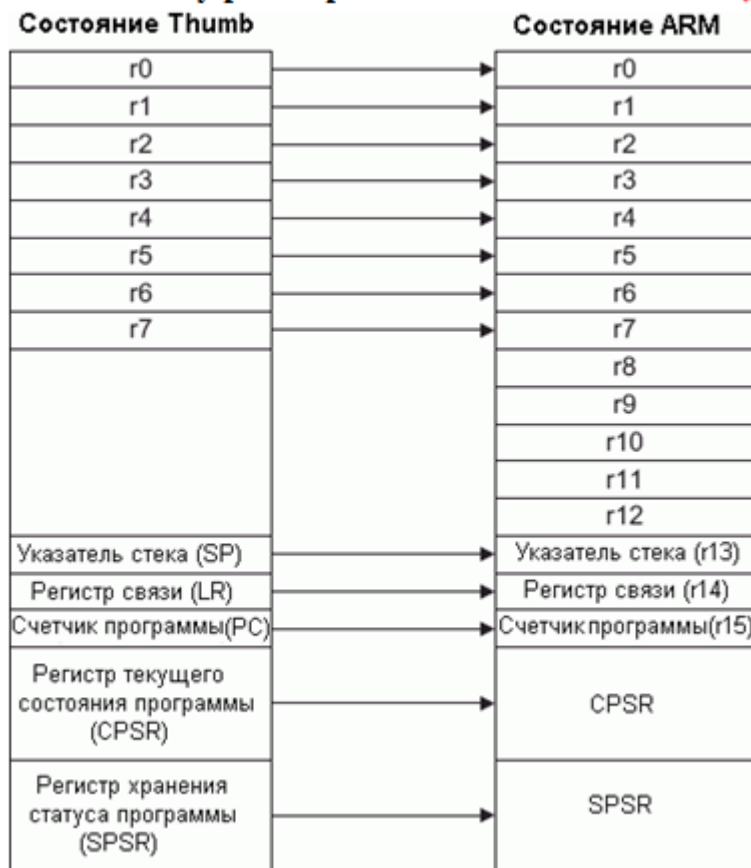 Состояние Thumb
Состояние ARM
r0
r0
r1
r1
r2
r2
r3
r3
r4
r4
r5
r5
r6
r6
r7
r7
r8
r9
r10
r11
r12
Указатель стека (SP)
Указатель стека (r13)
Регистр связи (LR)
Регистр связи (r14)
Счетчик программы(PC)
Счетчик программы(r15)
Регистр текущего
состояния программы
(CPSR)
CPSR
Регистр хранения
статуса программы
(SPSR)
SPSR